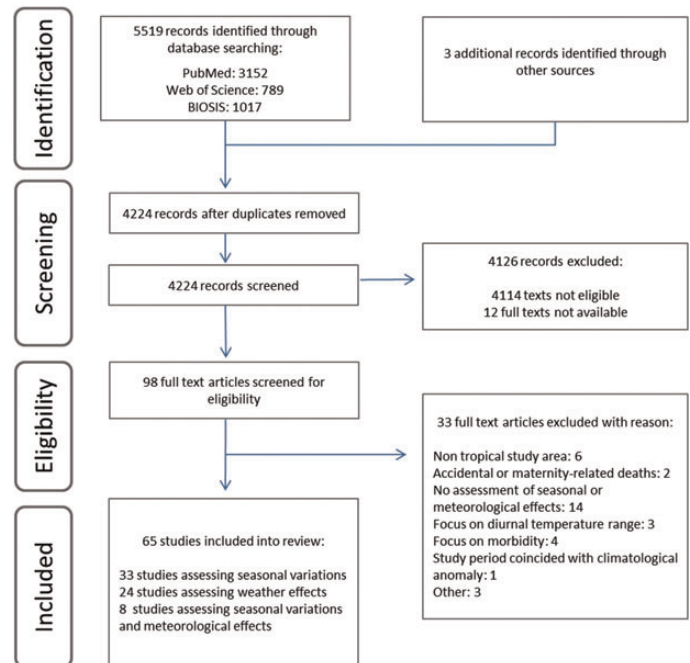 Identification
5519 records identified through
database searching:
PubMed: 3152
Web of Science: 789
BIOSIS: 1017
3 additional records identified through
other sources
Screening
4224 records after duplicates removed
4224 records screened
4126 records excluded:
4114 texts not eligible
12 full texts not available
Eligibility
98 full text articles screened for
eligibility
33 full text articles excluded with reason:
Non tropical study area: 6
Accidental or maternity-related deaths: 2
No assessment of seasonal or
meteorological effects: 14
Focus on diurnal temperature range: 3
Focus on morbidity: 4
Study period coincided with climatological
anomaly: 1
Other: 3
Included
65 studies included into review:
33 studies assessing seasonal variations
24 studies assessing weather effects
8 studies assessing seasonal variations
and meteorological effects